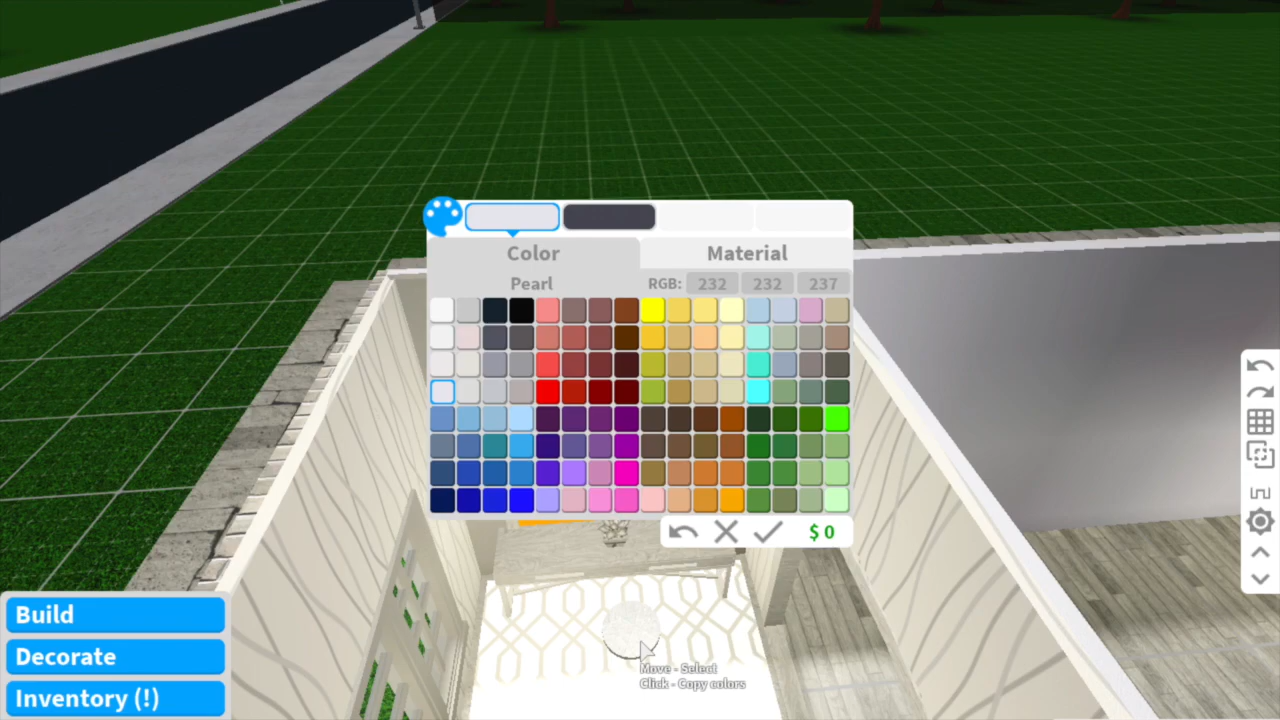 Color
Material
Pearl
RGB: 232 232 237
$ 0
Build
Decorate
Inventory (!)
Move - Select
Click - Copy colors